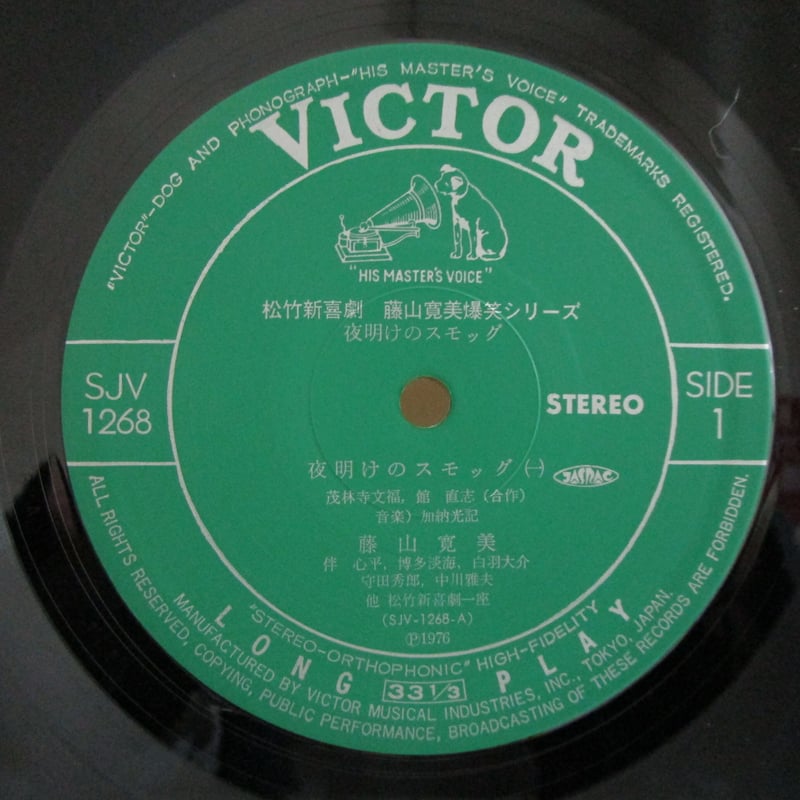 "VICTOR"–DOG AND PHONOGRAPH–"HIS MASTER'S VOICE" TRADEMARKS REGISTERED.
VICTOR
"HIS MASTER'S VOICE"
松竹新喜劇 藤山寛美爆笑シリーズ
夜明けのスモッグ
SJV
1268
STEREO
SIDE
1
夜明けのスモッグ ㈠
JASRAC
茂林寺文福, 館 直志 (合作)
音楽) 加納光記
藤山寛美
伴 心平, 博多淡海, 白羽大介
守田秀郎, 中川雅夫
他 松竹新喜劇一座
(SJV-1268-A)
Ⓟ1976
"STEREO-ORTHOPHONIC" HIGH-FIDELITY
LONG 33 1/3 PLAY
MANUFACTURED BY VICTOR MUSICAL INDUSTRIES, INC., TOKYO, JAPAN.
ALL RIGHTS RESERVED, COPYING, PUBLIC PERFORMANCE, BROADCASTING OF THESE RECORDS ARE FORBIDDEN.